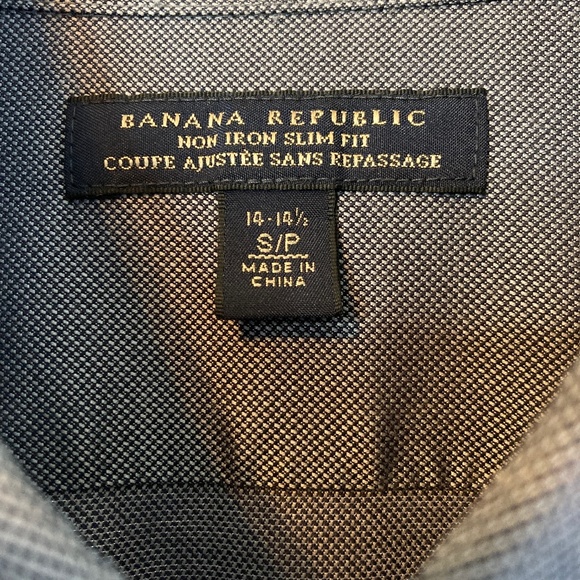 BANANA REPUBLIC
NON IRON SLIM FIT
COUPE AJUSTÉE SANS REPASSAGE
14-14½
S/P
MADE IN
CHINA